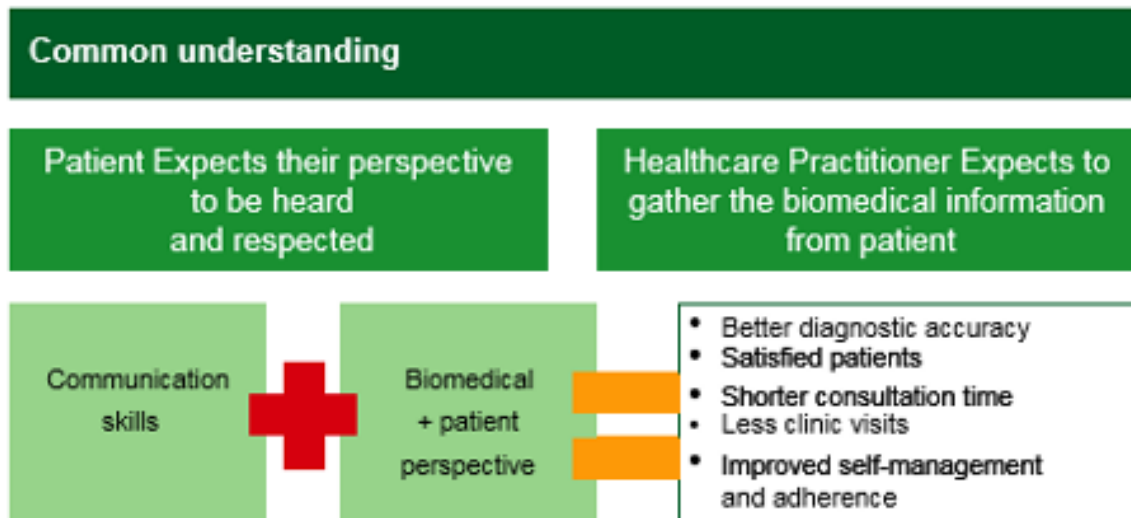 Common understanding
Patient Expects their perspective
to be heard
and respected
Healthcare Practitioner Expects to
gather the biomedical information
from patient
Communication
skills
Biomedical
+ patient
perspective
• Better diagnostic accuracy
• Satisfied patients
• Shorter consultation time
• Less clinic visits
• Improved self-management
and adherence